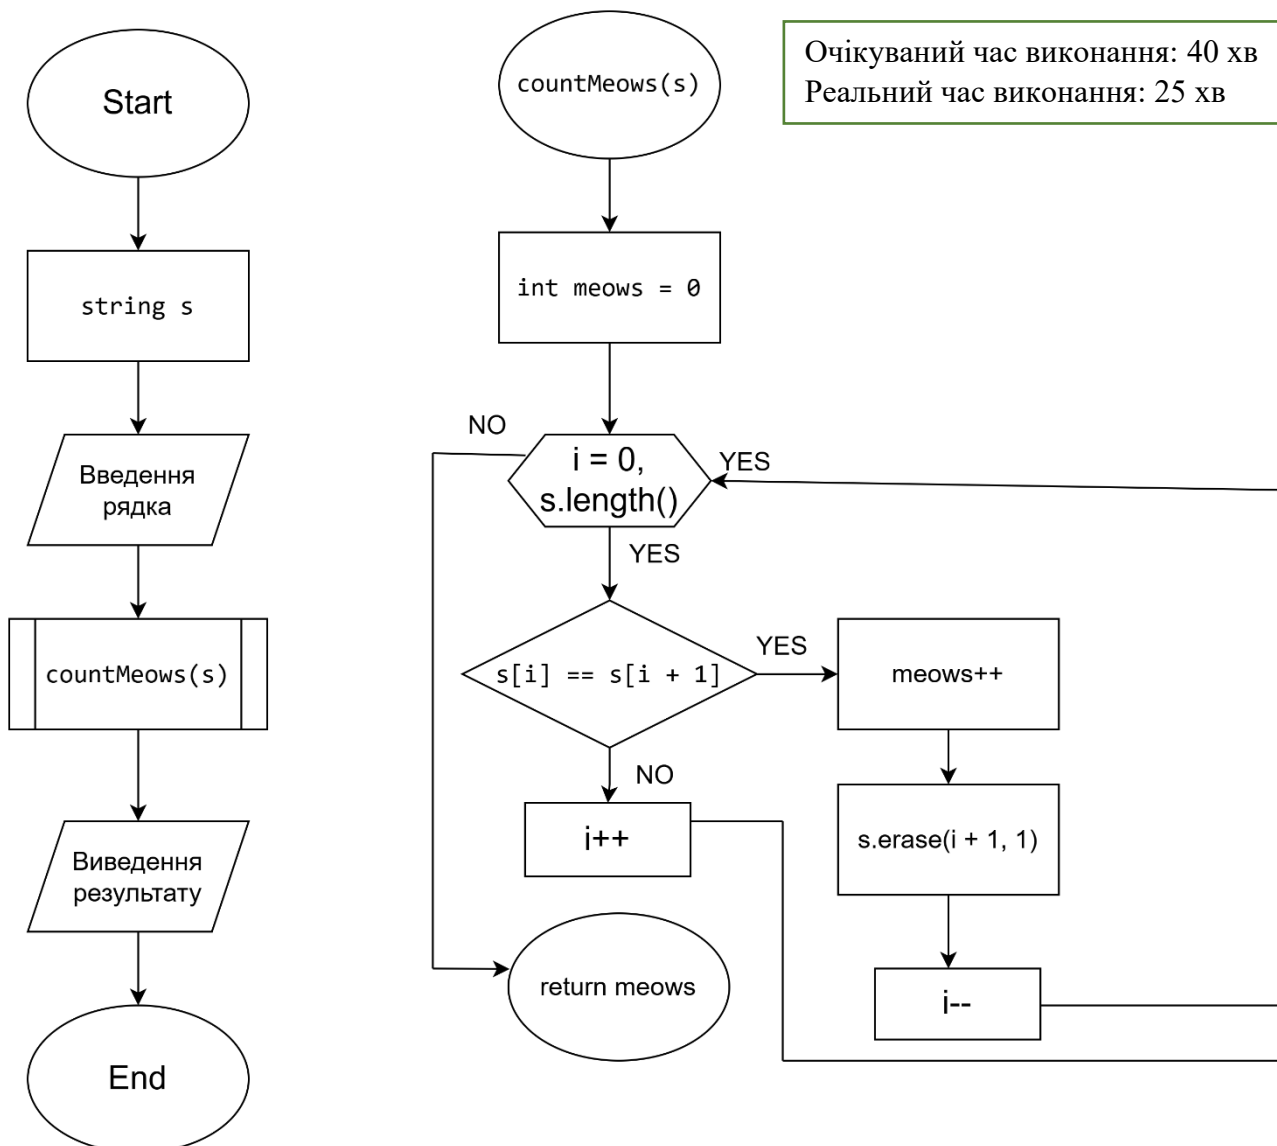 Start
string s
Введення
рядка
countMeows(s)
Виведення
результату
End
countMeows(s)
int meows = 0
NO
i = 0,
s.length()
YES
YES
s[i] == s[i + 1]
YES
meows++
NO
i++
s.erase(i + 1, 1)
i--
return meows
Очікуваний час виконання: 40 хв
Реальний час виконання: 25 хв